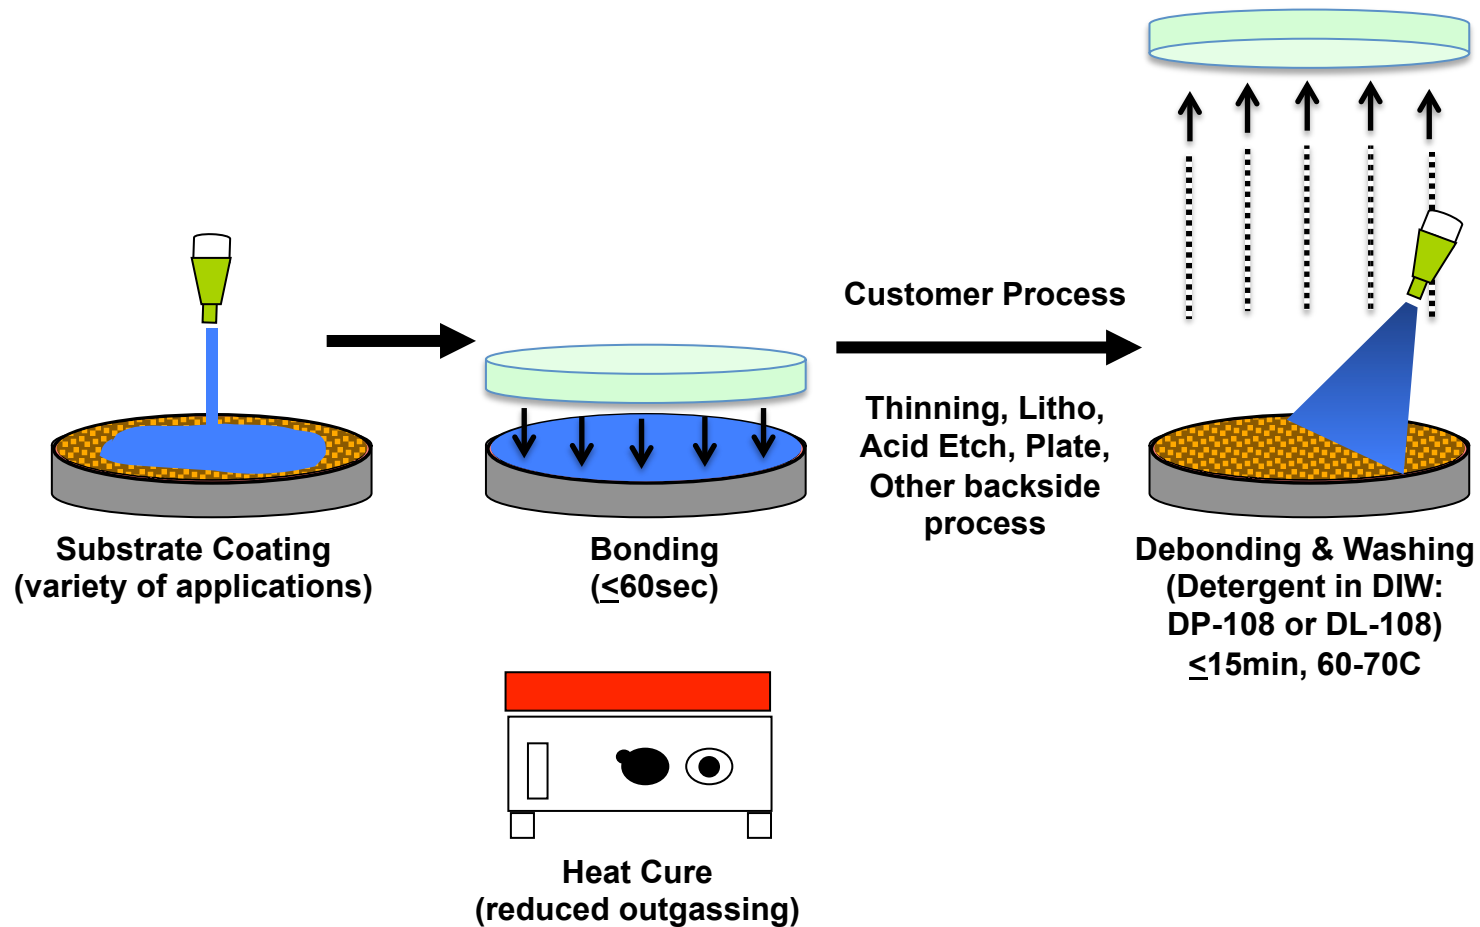 Substrate Coating
(variety of applications)
Bonding
(≤60sec)
Heat Cure
(reduced outgassing)
Customer Process
Thinning, Litho,
Acid Etch, Plate,
Other backside
process
Debonding & Washing
(Detergent in DIW:
DP-108 or DL-108)
≤15min, 60-70C